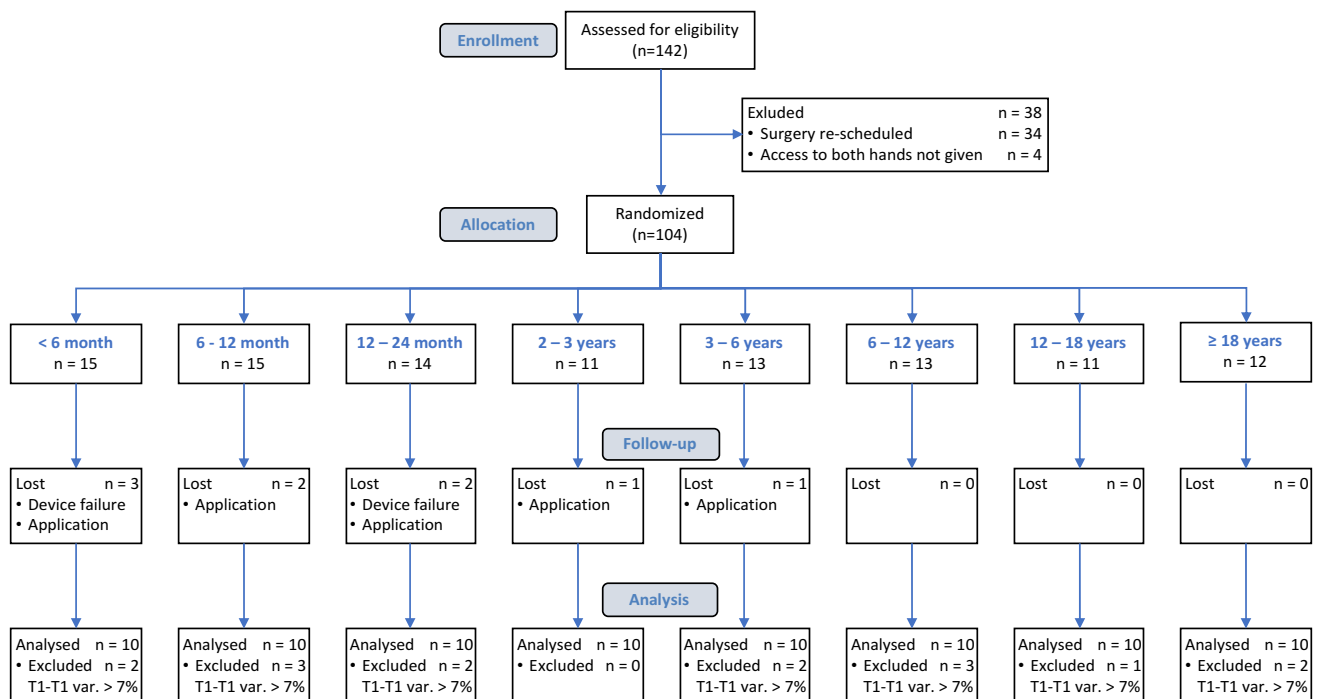 Enrollment
Assessed for eligibility
(n=142)
Exluded n = 38
• Surgery re-scheduled n = 34
• Access to both hands not given n = 4
Allocation
Randomized
(n=104)
< 6 month
n = 15
6 - 12 month
n = 15
12 – 24 month
n = 14
2 – 3 years
n = 11
3 – 6 years
n = 13
6 – 12 years
n = 13
12 – 18 years
n = 11
≥ 18 years
n = 12
Follow-up
Lost n = 3
• Device failure
• Application
Lost n = 2
• Application
Lost n = 2
• Device failure
• Application
Lost n = 1
• Application
Lost n = 1
• Application
Lost n = 0
Lost n = 0
Lost n = 0
Analysis
Analysed n = 10
• Excluded n = 2
T1-T1 var. > 7%
Analysed n = 10
• Excluded n = 3
T1-T1 var. > 7%
Analysed n = 10
• Excluded n = 2
T1-T1 var. > 7%
Analysed n = 10
• Excluded n = 0
Analysed n = 10
• Excluded n = 2
T1-T1 var. > 7%
Analysed n = 10
• Excluded n = 3
T1-T1 var. > 7%
Analysed n = 10
• Excluded n = 1
T1-T1 var. > 7%
Analysed n = 10
• Excluded n = 2
T1-T1 var. > 7%